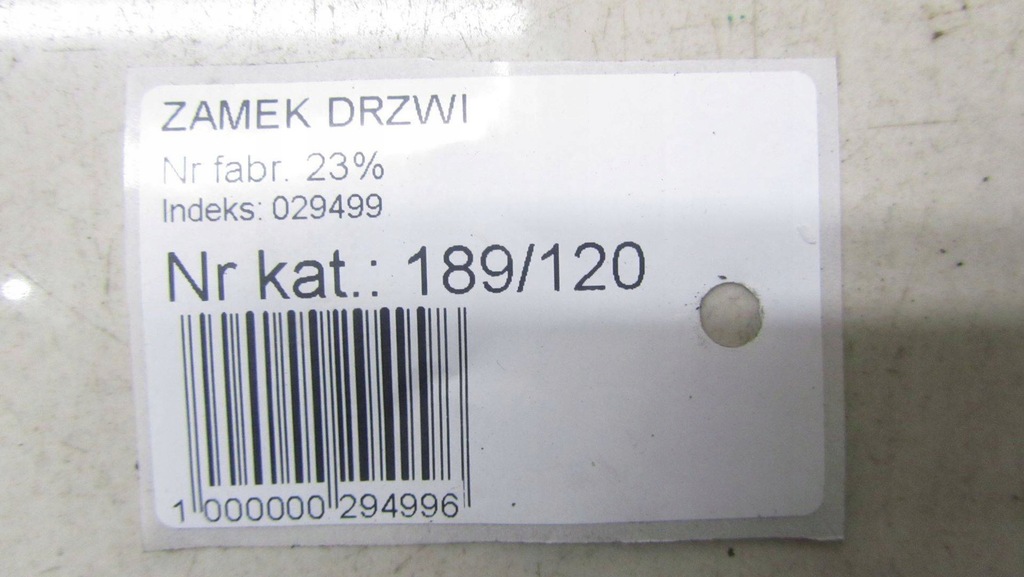 ZAMEK DRZWI
Nr fabr. 23%
Indeks: 029499
Nr kat.: 189/120
1 000000 294996